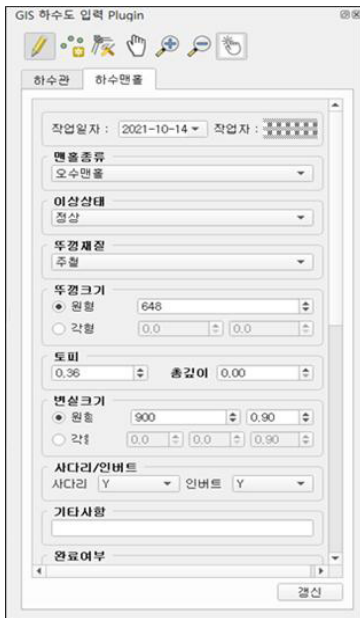 GIS 하수도 입력 Plugin
하수관 하수맨홀
작업일자 : 2021-10-14 작업자 :
맨홀종류
오수맨홀
이상상태
정상
뚜껑재질
주철
뚜껑크기
원형 648
각형 0,0 0,0
토피
0,36 총깊이 0,00
변실크기
원형 900 0,90
0,0 0,0 0,90
사다리/인버트
사다리 Y 인버트 Y
기타사항
완료여부
갱신